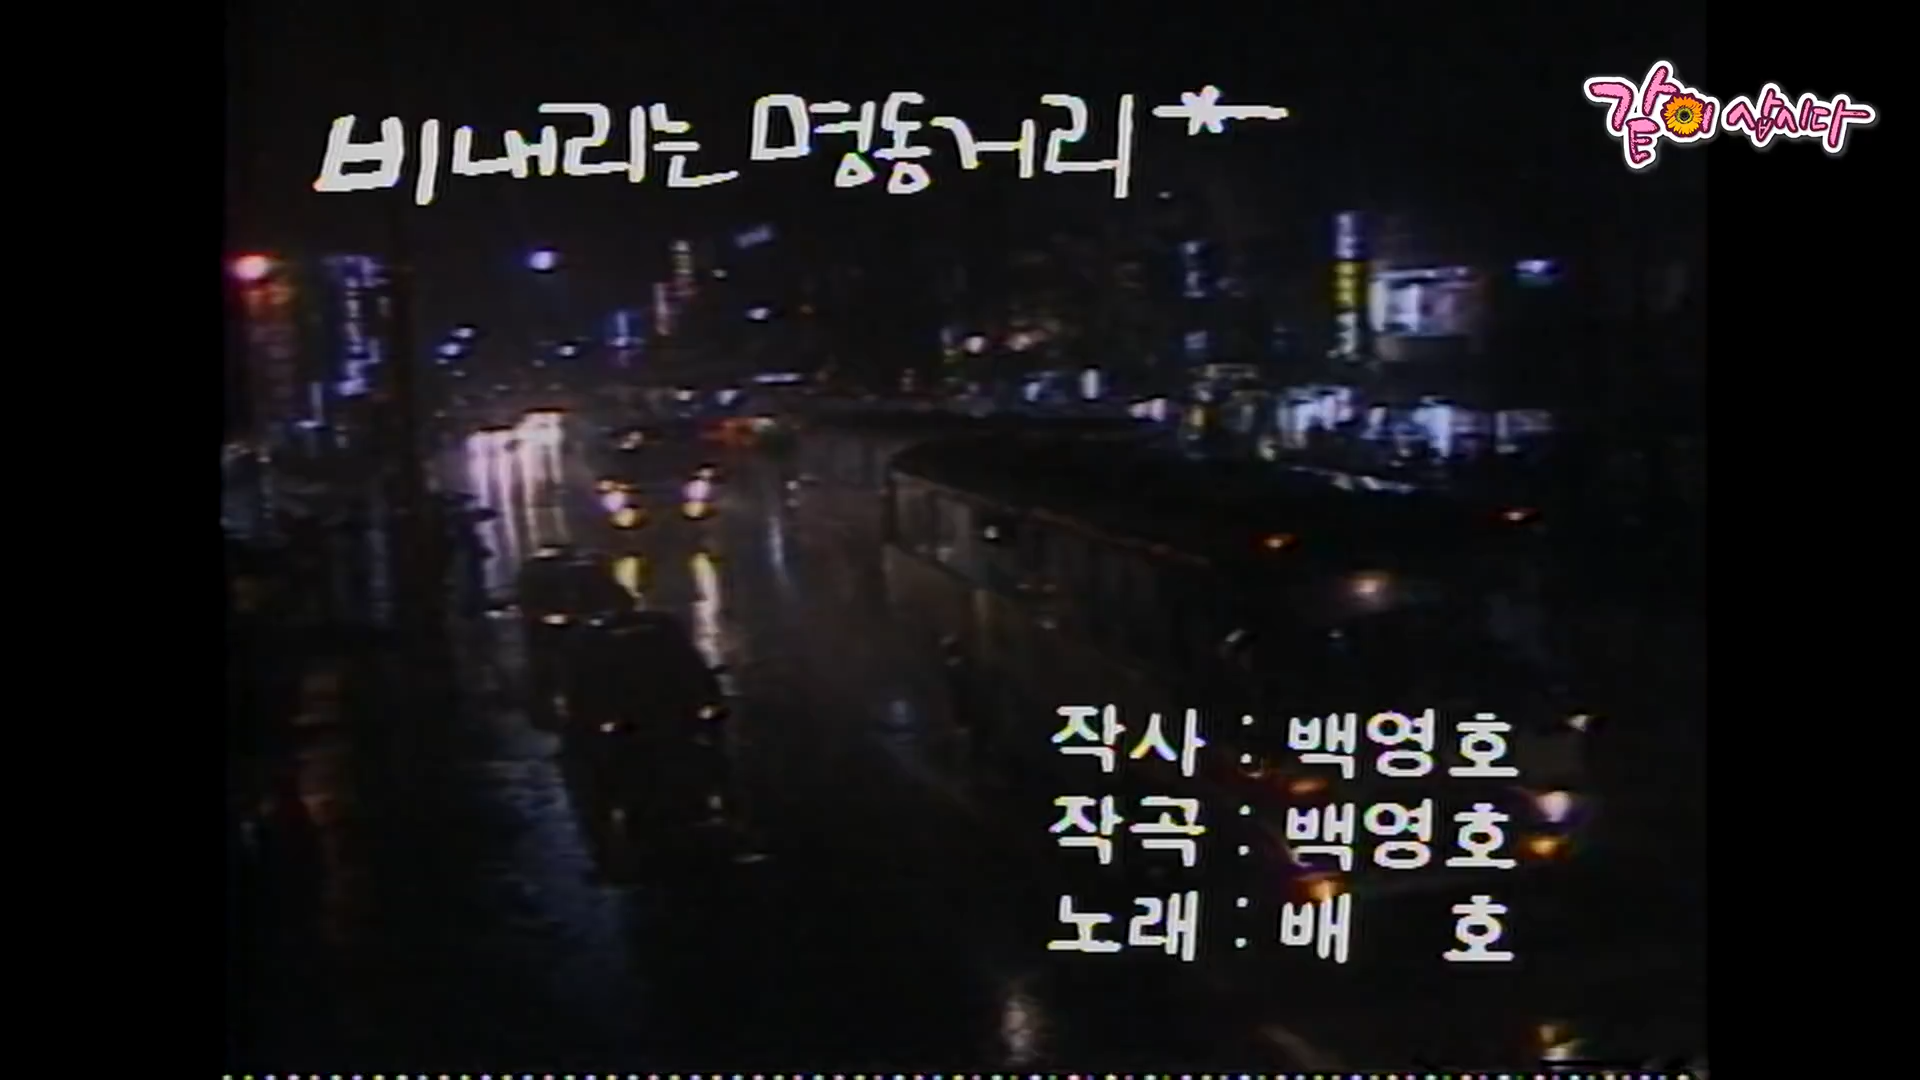 비내리는 명동거리*
같이 삽시다
작사 : 백영호
작곡 : 백영호
노래 : 배 호